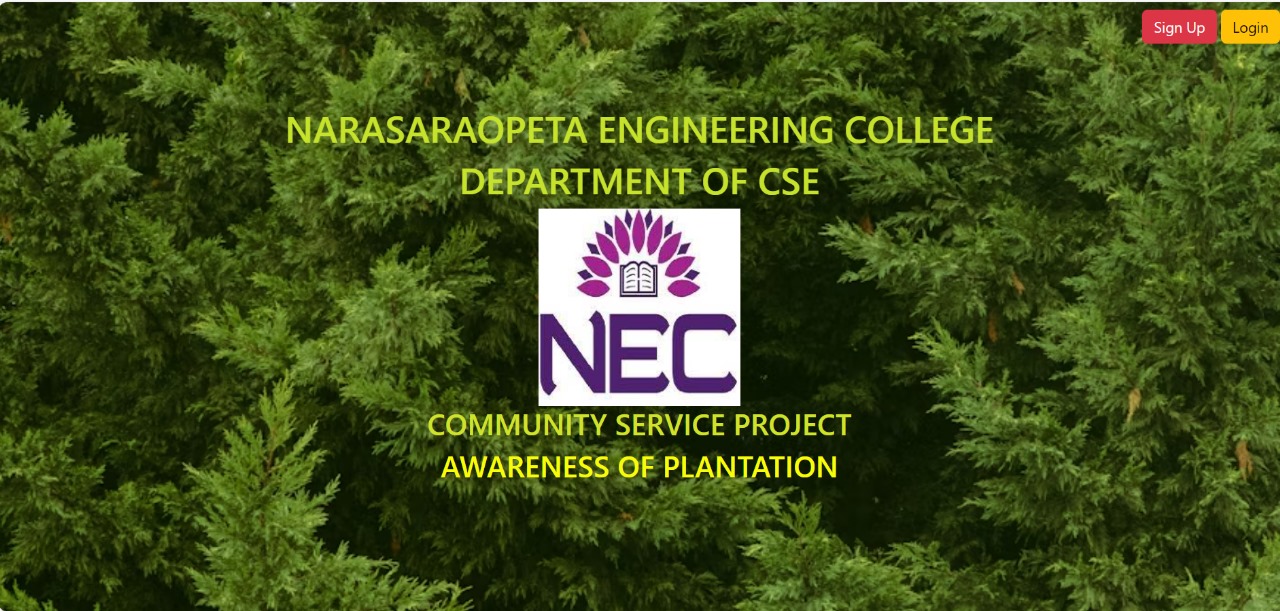 Sign Up Login
NARASARAOPETA ENGINEERING COLLEGE
DEPARTMENT OF CSE
NEC
COMMUNITY SERVICE PROJECT
AWARENESS OF PLANTATION